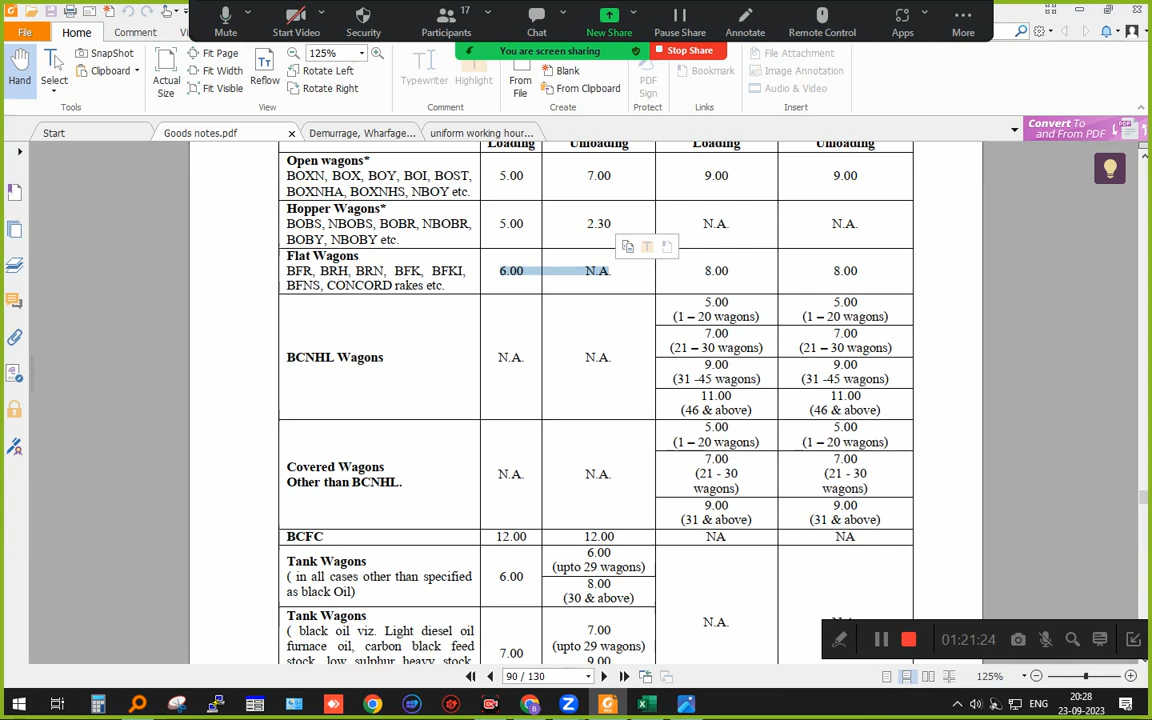 17
Mute
Start Video
Security
Participants
Chat
New Share
Pause Share
Annotate
Remote Control
Apps
More
You are screen sharing
Stop Share
File
Home
Comment
Hand
Select
SnapShot
Clipboard
Actual
Size
Fit Page
Fit Width
Fit Visible
Reflow
125%
Rotate Left
Rotate Right
Typewriter
Highlight
From
File
Blank
From Clipboard
PDF
Sign
Bookmark
File Attachment
Image Annotation
Audio & Video
Tools
View
Comment
Create
Protect
Links
Insert
Start
Goods notes.pdf
Demurrage, Wharfage...
uniform working hour...
Convert To
and From PDF
Loading
Unloading
Loading
Unloading
Open wagons*
BOXN, BOX, BOY, BOI, BOST,
BOXNHA, BOXNHS, NBOY etc.
5.00
7.00
9.00
9.00
Hopper Wagons*
BOBS, NBOBS, BOBR, NBOBR,
BOBY, NBOBY etc.
5.00
2.30
N.A.
N.A.
Flat Wagons
BFR, BRH, BRN, BFK, BFKI,
BFNS, CONCORD rakes etc.
6.00
N.A.
8.00
8.00
BCNHL Wagons
N.A.
N.A.
5.00
(1 – 20 wagons)
5.00
(1 – 20 wagons)
7.00
(21 – 30 wagons)
7.00
(21 – 30 wagons)
9.00
(31 -45 wagons)
9.00
(31 -45 wagons)
11.00
(46 & above)
11.00
(46 & above)
Covered Wagons
Other than BCNHL.
N.A.
N.A.
5.00
(1 – 20 wagons)
5.00
(1 – 20 wagons)
7.00
(21 - 30
wagons)
7.00
(21 - 30
wagons)
9.00
(31 & above)
9.00
(31 & above)
BCFC
12.00
12.00
NA
NA
Tank Wagons
( in all cases other than specified
as black Oil)
6.00
6.00
(upto 29 wagons)
8.00
(30 & above)
Tank Wagons
( black oil viz. Light diesel oil
furnace oil, carbon black feed
stock, low sulphur heavy stock
7.00
7.00
(upto 29 wagons)
9.00
N.A.
01:21:24
90 / 130
125%
20:28
23-09-2023
ENG